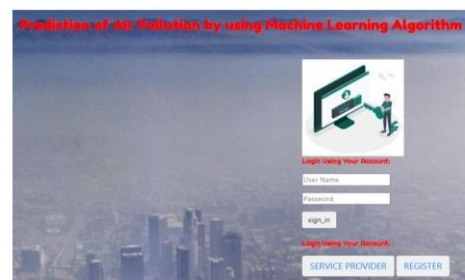 Prediction of Air Pollution by using Machine Learning Algorithm
Login Using Your Account:
User Name
Password
sign_in
Login Using Your Account:
SERVICE PROVIDER
REGISTER